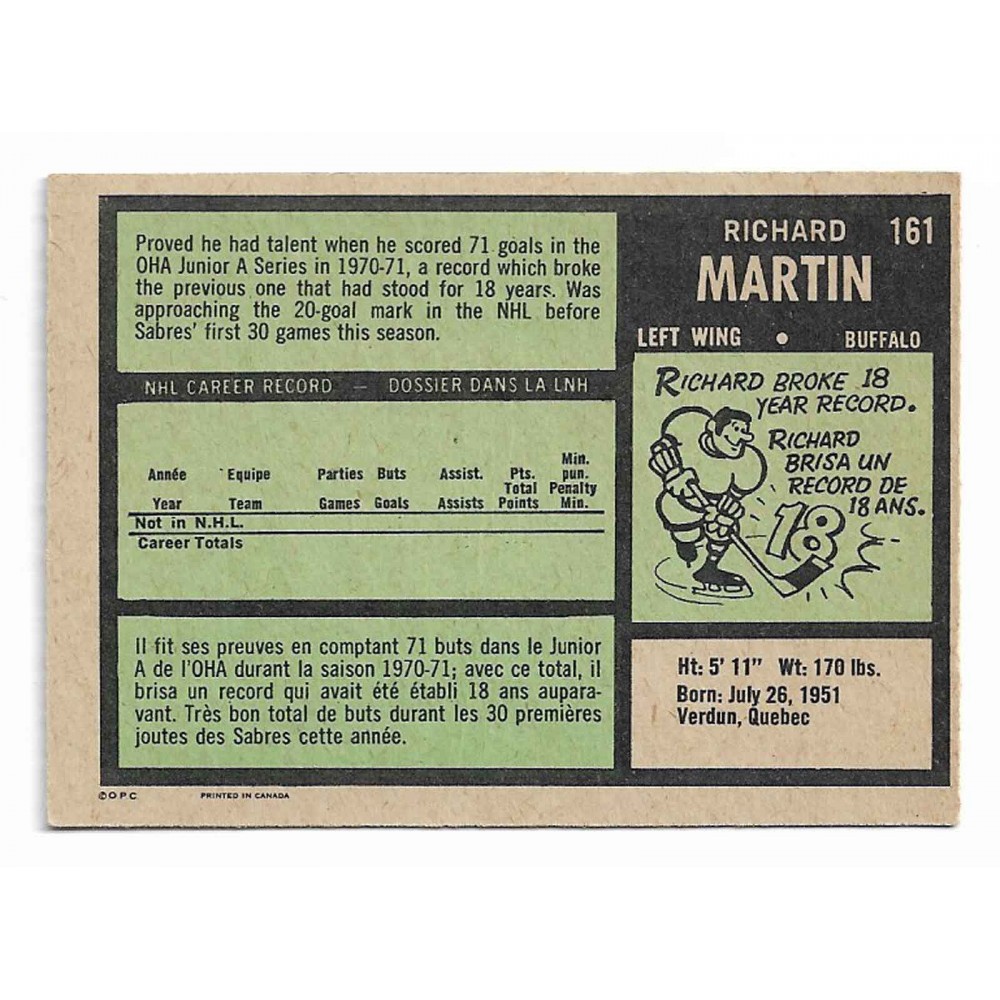 Proved he had talent when he scored 71 goals in the
OHA Junior A Series in 1970-71, a record which broke
the previous one that had stood for 18 years. Was
approaching the 20-goal mark in the NHL before
Sabres' first 30 games this season.
NHL CAREER RECORD — DOSSIER DANS LA LNH
Année Equipe Parties Buts Assist. Pts. Min. pun.
Year Team Games Goals Assists Total Points Penalty Min.
Not in N.H.L.
Career Totals
Il fit ses preuves en comptant 71 buts dans le Junior
A de l'OHA durant la saison 1970-71; avec ce total, il
brisa un record qui avait été établi 18 ans aupara-
vant. Très bon total de buts durant les 30 premières
joutes des Sabres cette année.
RICHARD 161
MARTIN
LEFT WING • BUFFALO
RICHARD BROKE 18
YEAR RECORD.
RICHARD
BRISA UN
RECORD DE
18 ANS.
18
Ht: 5' 11" Wt: 170 lbs.
Born: July 26, 1951
Verdun, Quebec
©O.P.C. PRINTED IN CANADA